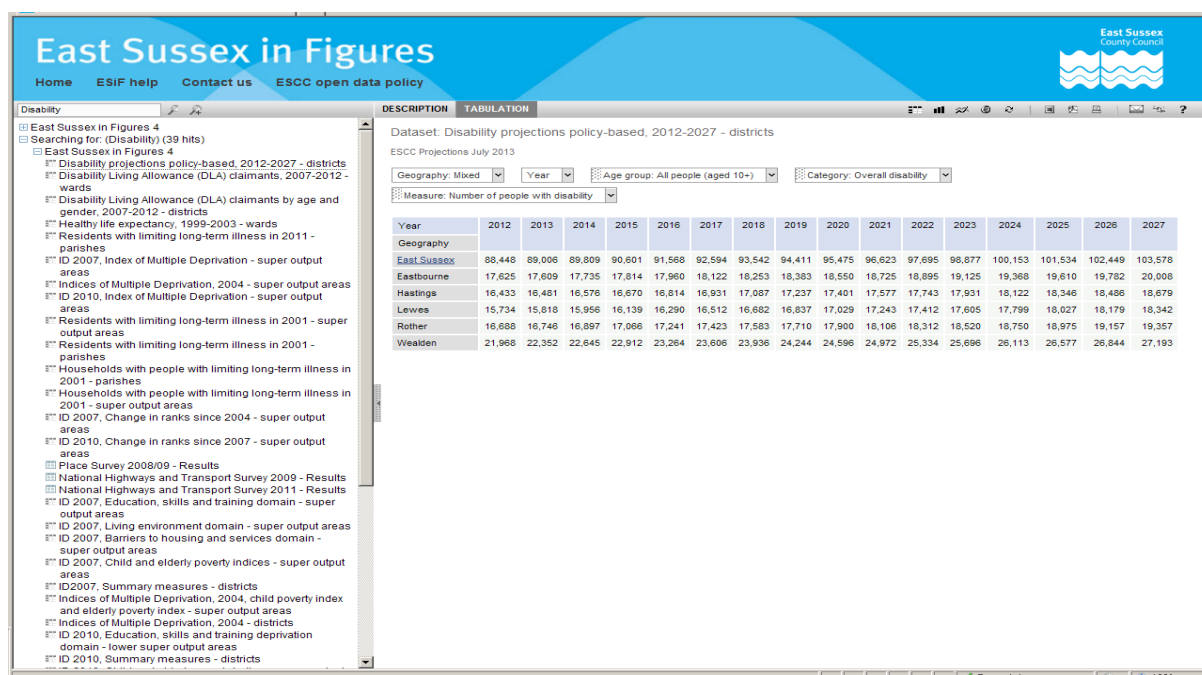 East Sussex in Figures
East Sussex
County Council
Home ESiF help Contact us ESCC open data policy
Disability
East Sussex in Figures 4
Searching for: (Disability) (39 hits)
East Sussex in Figures 4
Disability projections policy-based, 2012-2027 - districts
Disability Living Allowance (DLA) claimants, 2007-2012 -
wards
Disability Living Allowance (DLA) claimants by age and
gender, 2007-2012 - districts
Healthy life expectancy, 1999-2003 - wards
Residents with limiting long-term illness in 2011 -
parishes
ID 2007, Index of Multiple Deprivation - super output
areas
Indices of Multiple Deprivation, 2004 - super output areas
ID 2010, Index of Multiple Deprivation - super output
areas
Residents with limiting long-term illness in 2001 - super
output areas
Residents with limiting long-term illness in 2001 -
parishes
Households with people with limiting long-term illness in
2001 - parishes
Households with people with limiting long-term illness in
2001 - super output areas
ID 2007, Change in ranks since 2004 - super output
areas
ID 2010, Change in ranks since 2007 - super output
areas
Place Survey 2008/09 - Results
National Highways and Transport Survey 2009 - Results
National Highways and Transport Survey 2011 - Results
ID 2007, Education, skills and training domain - super
output areas
ID 2007, Living environment domain - super output areas
ID 2007, Barriers to housing and services domain -
super output areas
ID 2007, Child and elderly poverty indices - super output
areas
ID2007, Summary measures - districts
Indices of Multiple Deprivation, 2004, child poverty index
and elderly poverty index - super output areas
Indices of Multiple Deprivation, 2004 - districts
ID 2010, Education, skills and training deprivation
domain - lower super output areas
ID 2010, Summary measures - districts
DESCRIPTION TABULATION
?
Dataset: Disability projections policy-based, 2012-2027 - districts
ESCC Projections July 2013
Geography: Mixed Year Age group: All people (aged 10+) Category: Overall disability
Measure: Number of people with disability
Year 2012 2013 2014 2015 2016 2017 2018 2019 2020 2021 2022 2023 2024 2025 2026 2027
Geography
East Sussex 88,448 89,006 89,809 90,601 91,568 92,594 93,542 94,411 95,475 96,623 97,695 98,877 100,153 101,534 102,449 103,578
Eastbourne 17,625 17,609 17,735 17,814 17,960 18,122 18,253 18,383 18,550 18,725 18,895 19,125 19,368 19,610 19,782 20,008
Hastings 16,433 16,481 16,576 16,670 16,814 16,931 17,087 17,237 17,401 17,577 17,743 17,931 18,122 18,346 18,486 18,679
Lewes 15,734 15,818 15,956 16,139 16,290 16,512 16,682 16,837 17,029 17,243 17,412 17,605 17,799 18,027 18,179 18,342
Rother 16,688 16,746 16,897 17,066 17,241 17,423 17,583 17,710 17,900 18,106 18,312 18,520 18,750 18,975 19,157 19,357
Wealden 21,968 22,352 22,645 22,912 23,264 23,606 23,936 24,244 24,596 24,972 25,334 25,696 26,113 26,577 26,844 27,193